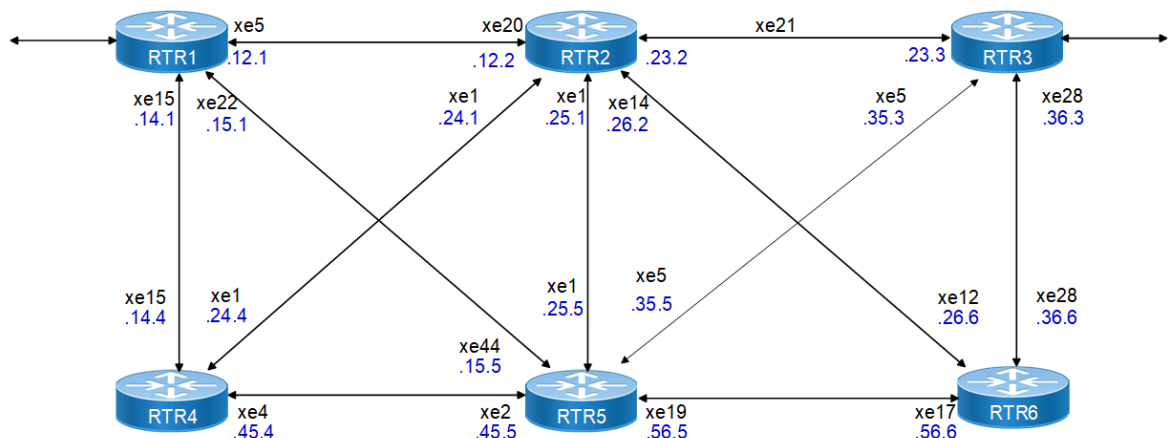 xe5
xe20
xe21
RTR1
RTR2
RTR3
.12.1
.12.2
.23.2
.23.3
xe15
xe22
xe1
xe1
xe14
xe5
xe28
.14.1
.15.1
.24.1
.25.1
.26.2
.35.3
.36.3
xe15
xe1
xe1
xe5
xe12
xe28
.14.4
.24.4
.25.5
.35.5
.26.6
.36.6
xe44
.15.5
RTR4
RTR5
RTR6
xe4
xe2
xe19
xe17
.45.4
.45.5
.56.5
.56.6